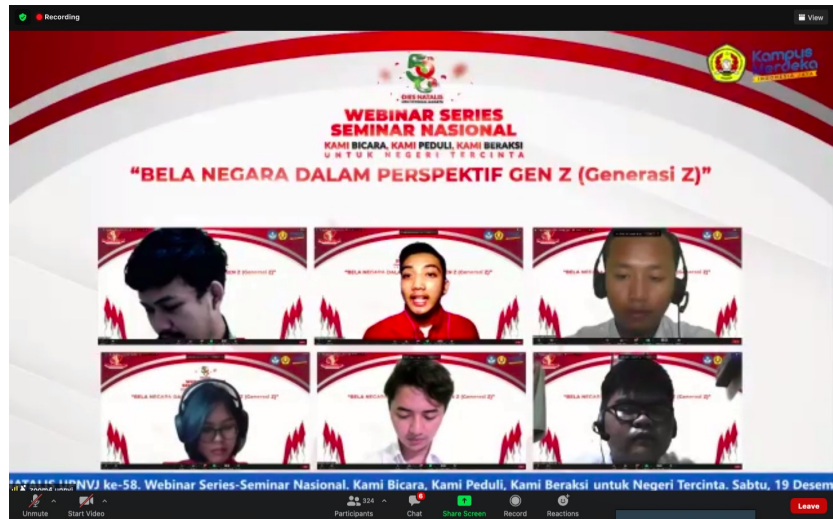 Recording
View
DIES NATALIS
Kampus
Merdeka
INDONESIA JAYA
WEBINAR SERIES
SEMINAR NASIONAL
KAMI BICARA, KAMI PEDULI, KAMI BERAKSI
UNTUK NEGERI TERCINTA
“BELA NEGARA DALAM PERSPEKTIF GEN Z (Generasi Z)”
NATALIS UPNVJ ke-58. Webinar Series-Seminar Nasional. Kami Bicara, Kami Peduli, Kami Beraksi untuk Negeri Tercinta. Sabtu, 19 Desem
324
6
Unmute
Start Video
Participants
Chat
Share Screen
Record
Reactions
Leave